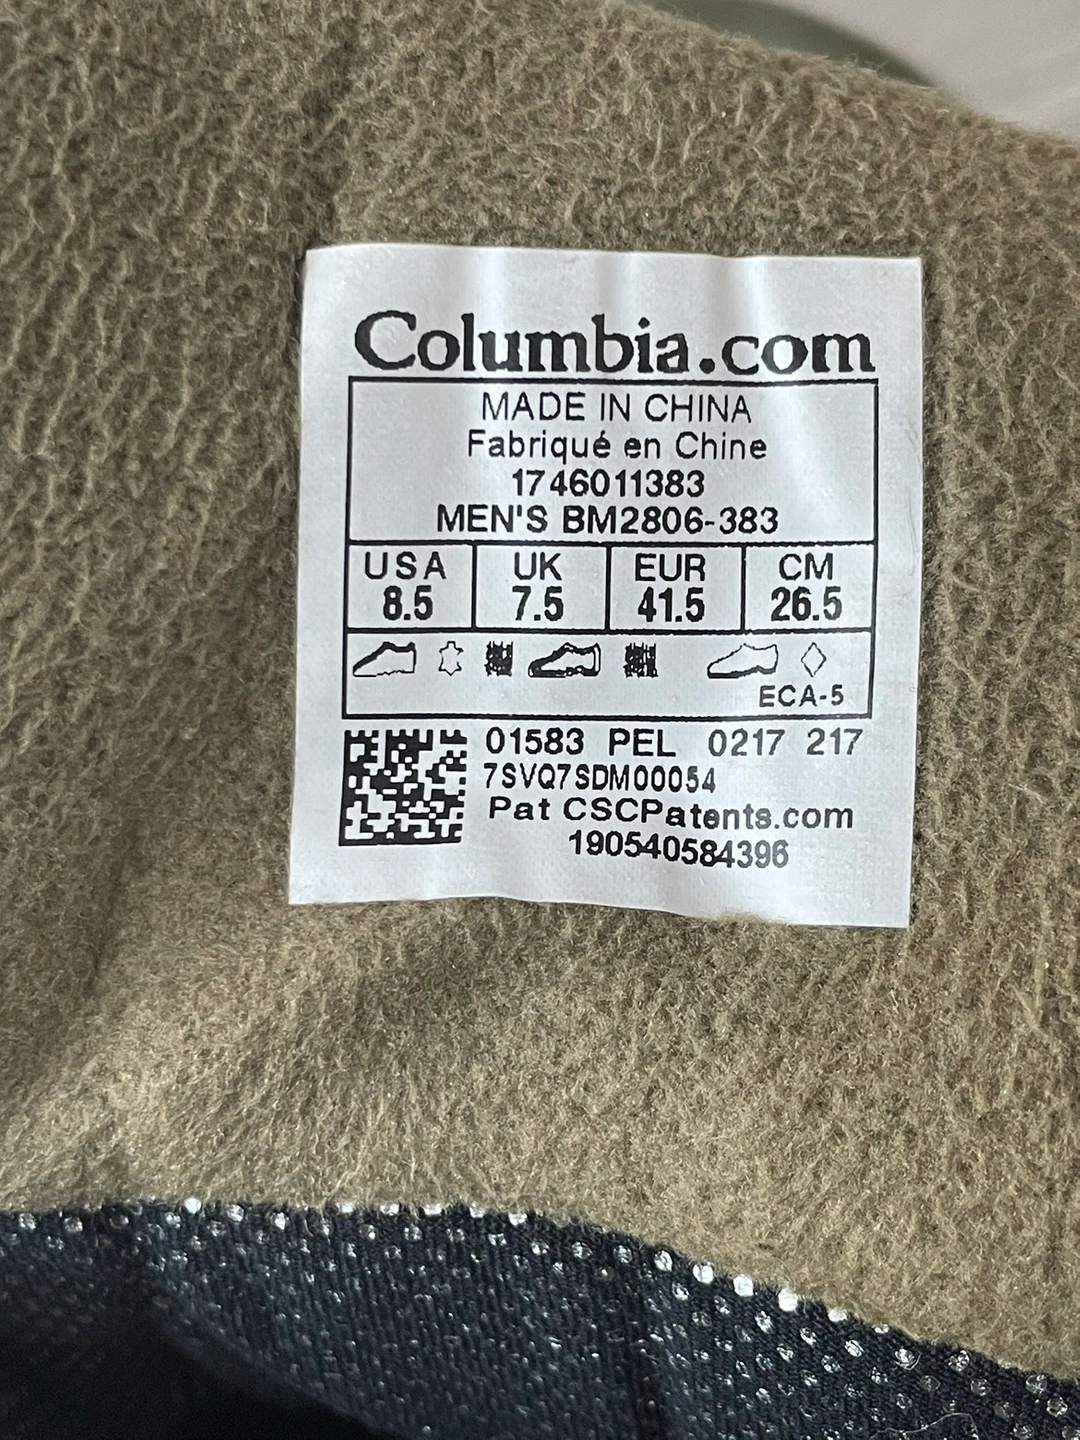 Columbia.com
MADE IN CHINA
Fabriqué en Chine
1746011383
MEN'S BM2806-383
USA UK EUR CM
8.5 7.5 41.5 26.5
ECA-5
01583 PEL 0217 217
7SVQ7SDM00054
Pat CSCPatents.com
190540584396